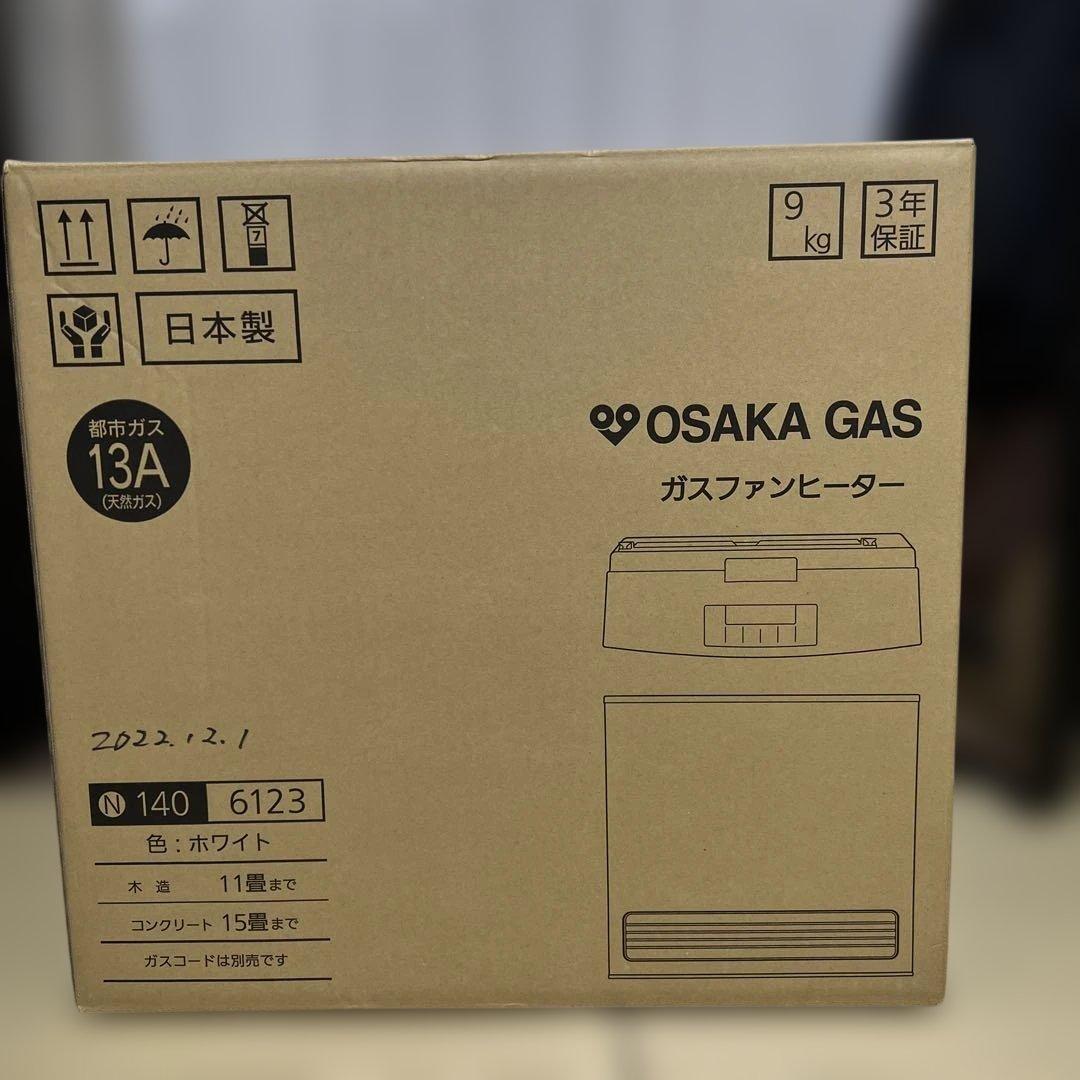 7
9
kg
3年
保証
日本製
都市ガス
13A
(天然ガス)
OSAKA GAS
ガスファンヒーター
2022.12.1
N 140 6123
色：ホワイト
木造 11畳まで
コンクリート 15畳まで
ガスコードは別売です